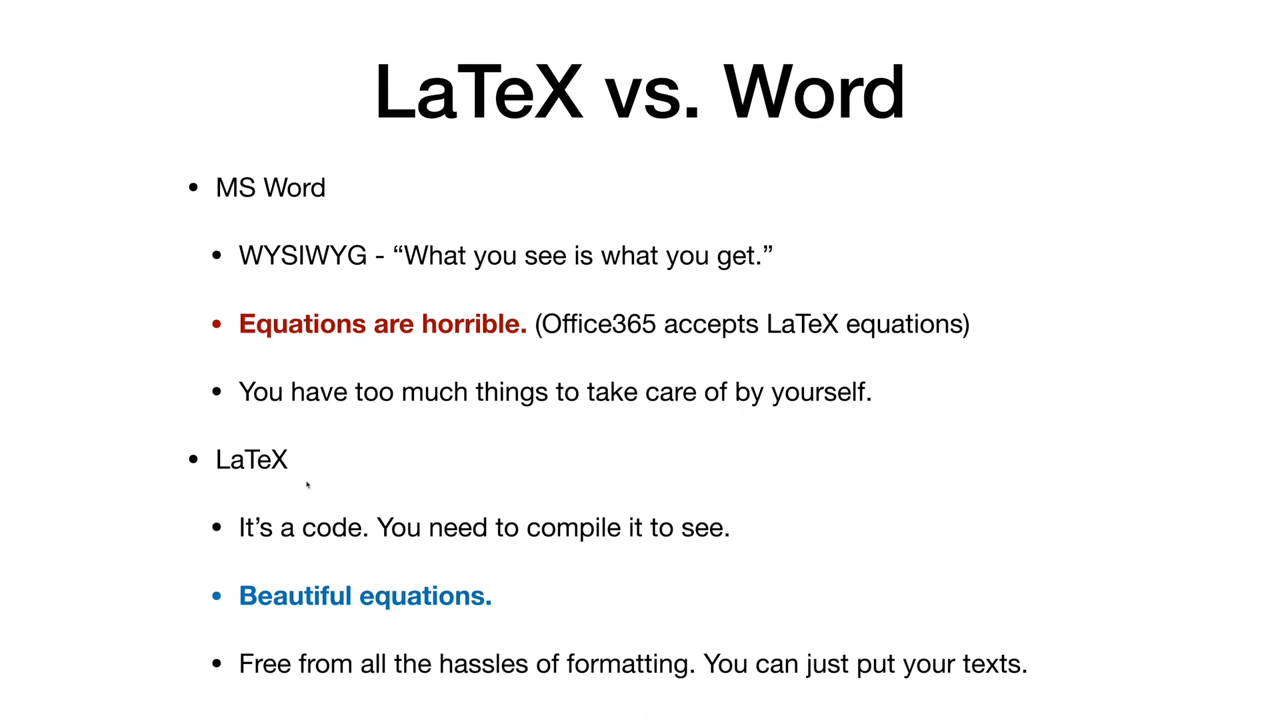 LaTeX vs. Word
• MS Word
• WYSIWYG - “What you see is what you get.”
• Equations are horrible. (Office365 accepts LaTeX equations)
• You have too much things to take care of by yourself.
• LaTeX
• It’s a code. You need to compile it to see.
• Beautiful equations.
• Free from all the hassles of formatting. You can just put your texts.